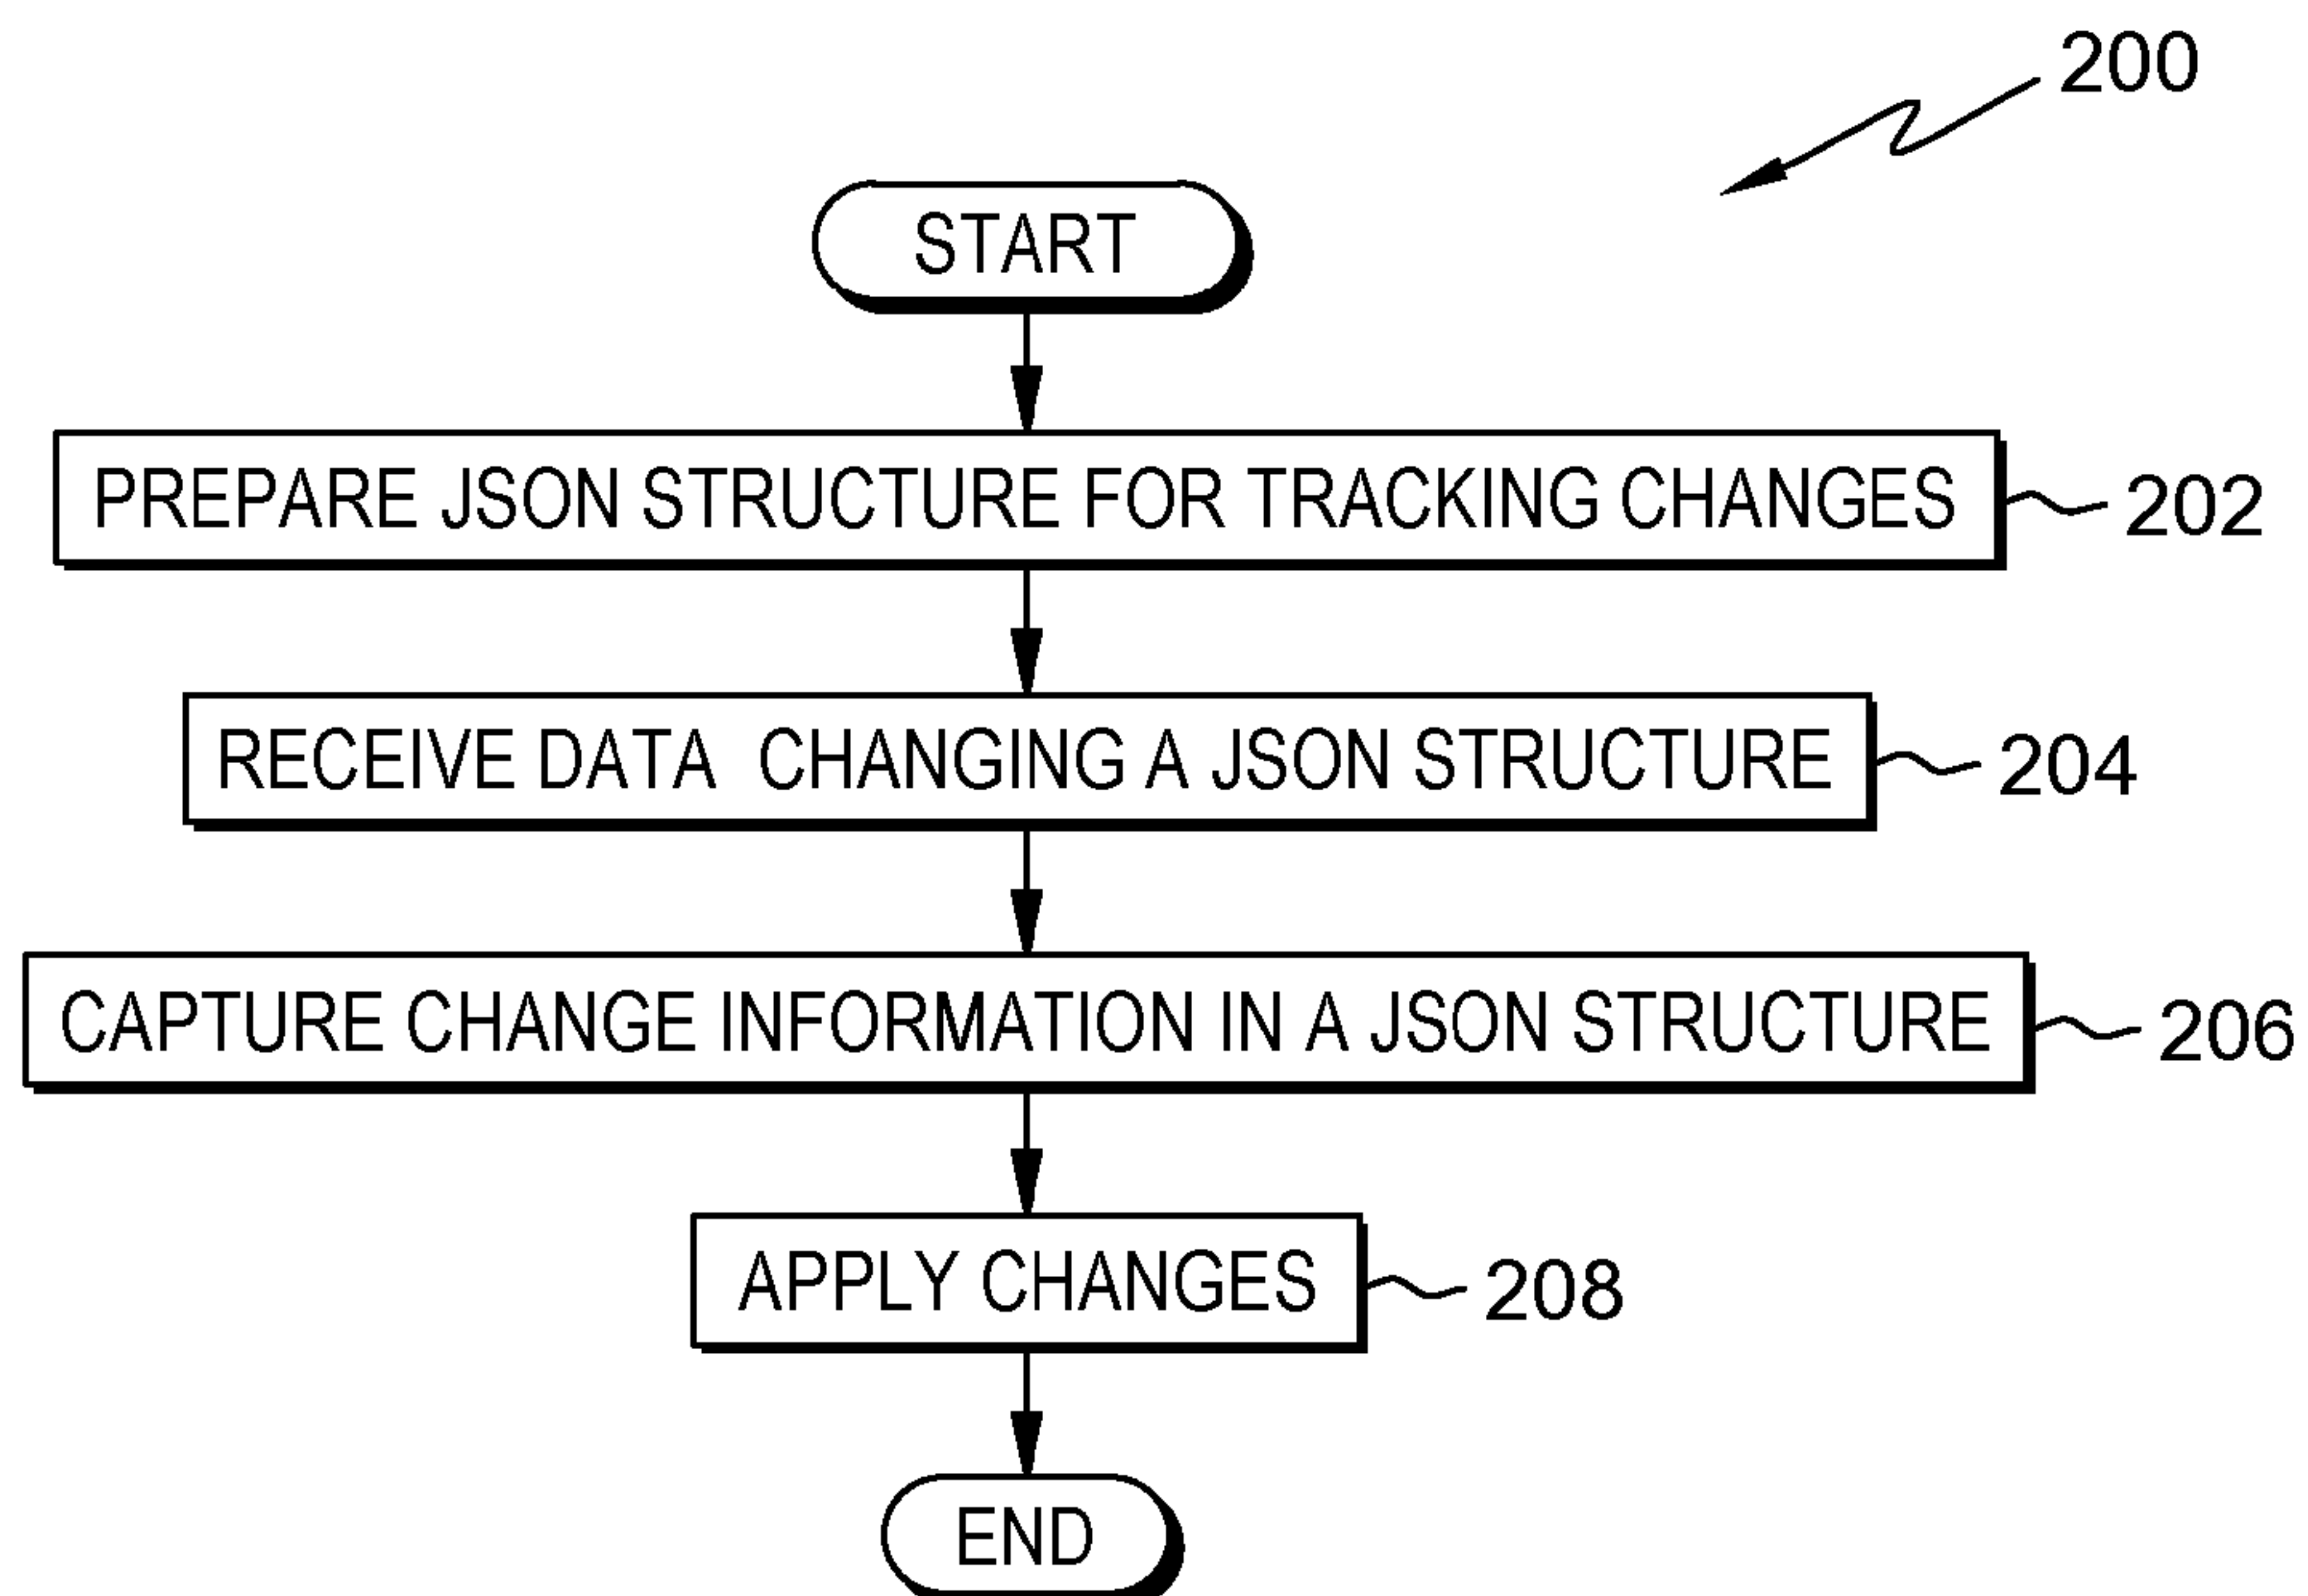 200
START
PREPARE JSON STRUCTURE FOR TRACKING CHANGES 202
RECEIVE DATA CHANGING A JSON STRUCTURE 204
CAPTURE CHANGE INFORMATION IN A JSON STRUCTURE 206
APPLY CHANGES 208
END